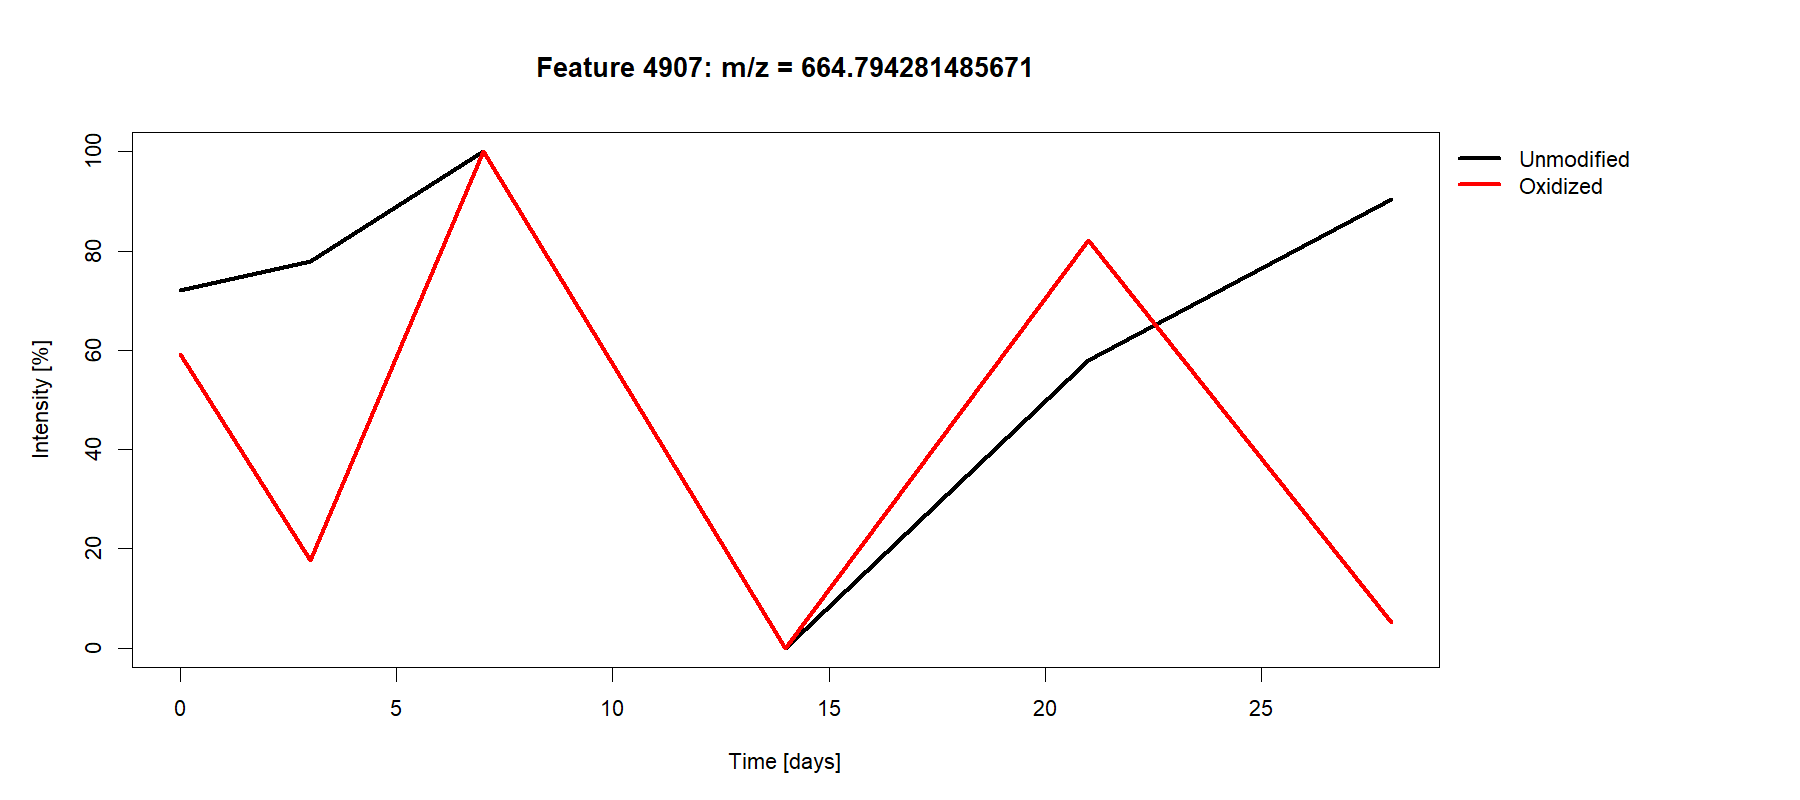 Feature 4907: m/z = 664.794281485671
Unmodified
Oxidized
Intensity [%]
100
80
60
40
20
0
0 5 10 15 20 25
Time [days]